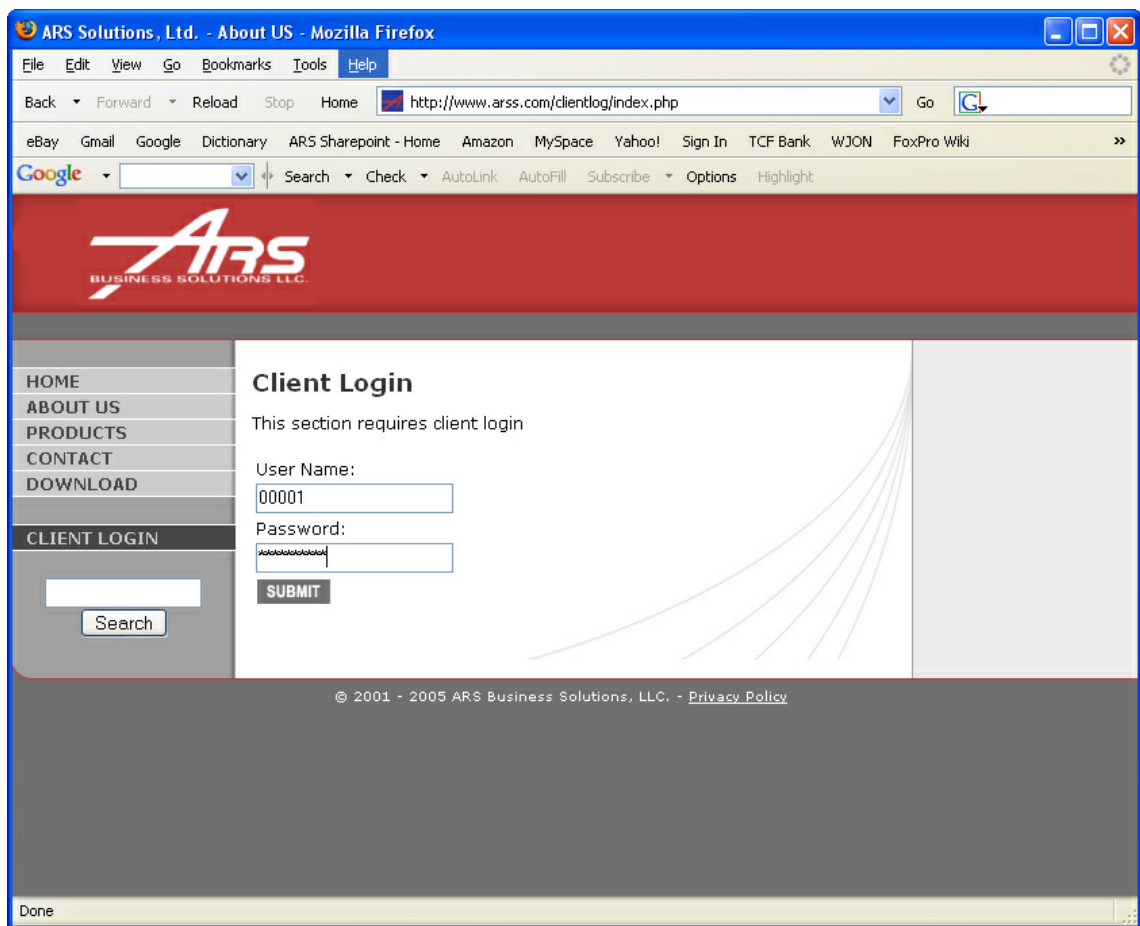 ARS Solutions, Ltd. - About US - Mozilla Firefox
File Edit View Go Bookmarks Tools Help
Back Forward Reload Stop Home http://www.arss.com/clientlog/index.php Go G
eBay Gmail Google Dictionary ARS Sharepoint - Home Amazon MySpace Yahoo! Sign In TCF Bank WJON FoxPro Wiki »
Google Search Check AutoLink AutoFill Subscribe Options Highlight
ARS
BUSINESS SOLUTIONS LLC.
HOME
ABOUT US
PRODUCTS
CONTACT
DOWNLOAD
CLIENT LOGIN
Search
Client Login
This section requires client login
User Name:
00001
Password:
***********
SUBMIT
© 2001 - 2005 ARS Business Solutions, LLC. - Privacy Policy
Done